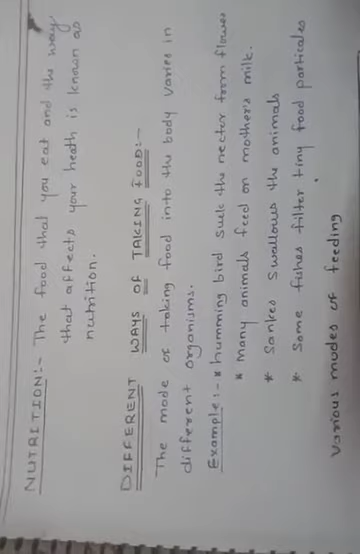 NUTRITION:- The food that you eat and the way
that affects your heath is known as
nutrition.
DIFFERENT WAYS OF TAKING FOOD:-
The mode of taking food into the body varies in
different organisms.
Example:- * humming bird suck the necter from flowes
* Many animals feed on mother's milk.
* Sankes swallows the animals
* Some fishes filter tiny food particales
Various modes of feeding